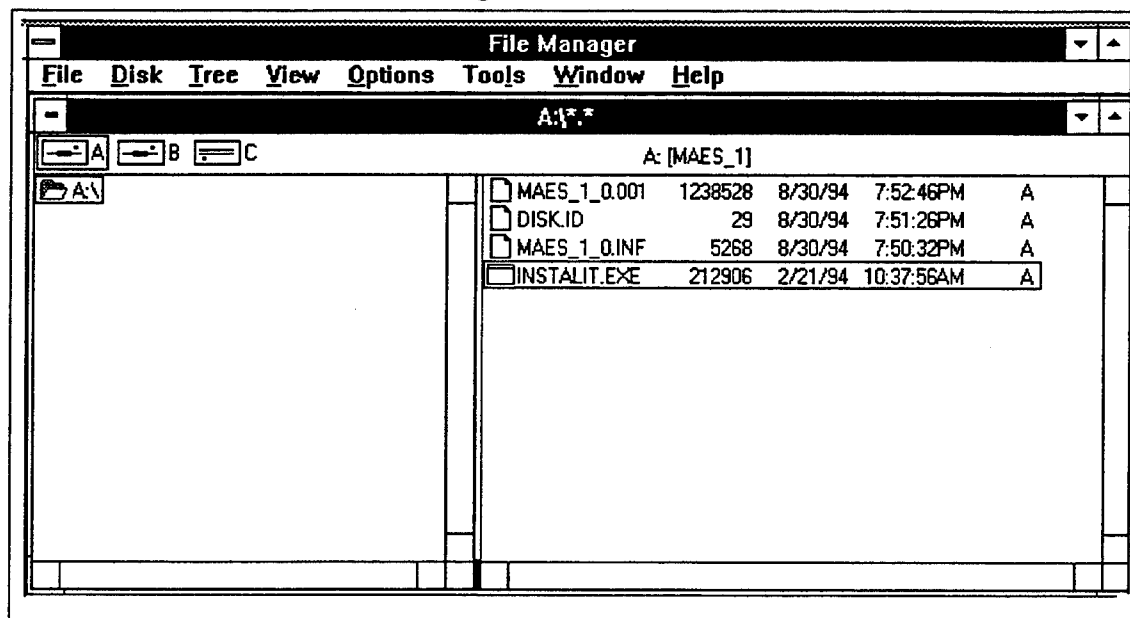 File Manager
File Disk Tree View Options Tools Window Help
A:\*.*
A B C A: [MAES_1]
A:\
MAES_1_0.001 1238528 8/30/94 7:52:46PM A
DISK.ID 29 8/30/94 7:51:26PM A
MAES_1_0.INF 5268 8/30/94 7:50:32PM A
INSTALIT.EXE 212906 2/21/94 10:37:56AM A